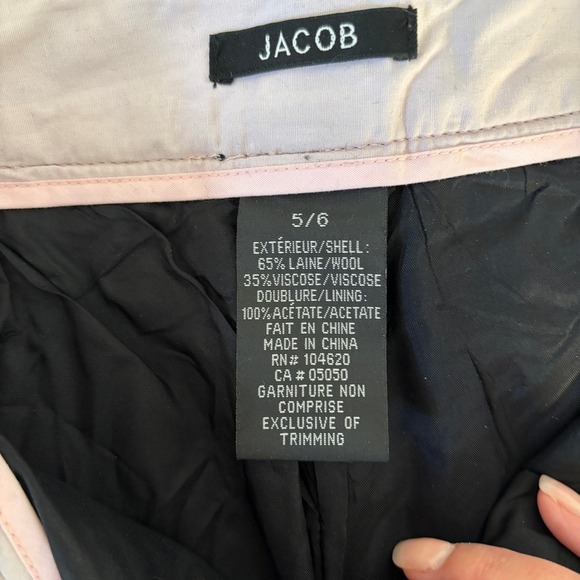 JACOB
5/6
EXTÉRIEUR/SHELL:
65% LAINE/WOOL
35% VISCOSE/VISCOSE
DOUBLURE/LINING:
100% ACÉTATE/ACETATE
FAIT EN CHINE
MADE IN CHINA
RN# 104620
CA # 05050
GARNITURE NON
COMPRISE
EXCLUSIVE OF
TRIMMING